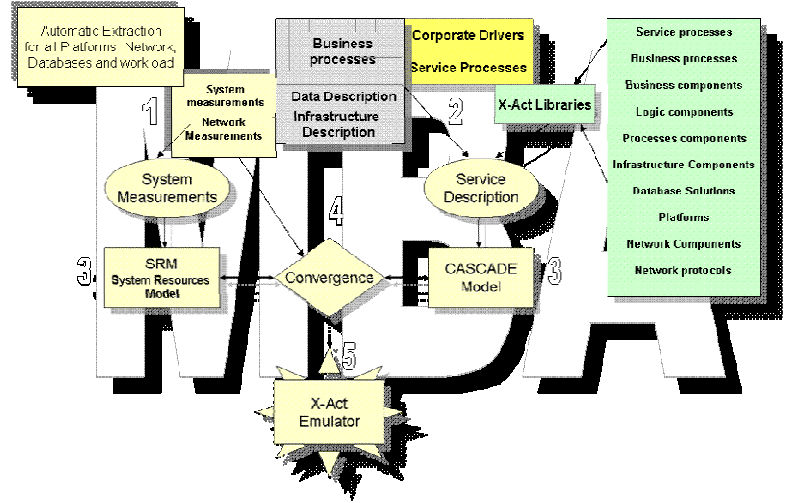 Automatic Extraction
for all Platforms, Network,
Databases and workload
System
measurements
Network
Measurements
Business
processes
Data Description
Infrastructure
Description
Corporate Drivers
Service Processes
X-Act Libraries
Service processes
Business processes
Business components
Logic components
Processes components
Infrastructure Components
Database Solutions
Platforms
Network Components
Network protocols
1
2
System
Measurements
Service
Description
4
3
SRM
System Resources
Model
Convergence
CASCADE
Model
3
5
X-Act
Emulator
MDA